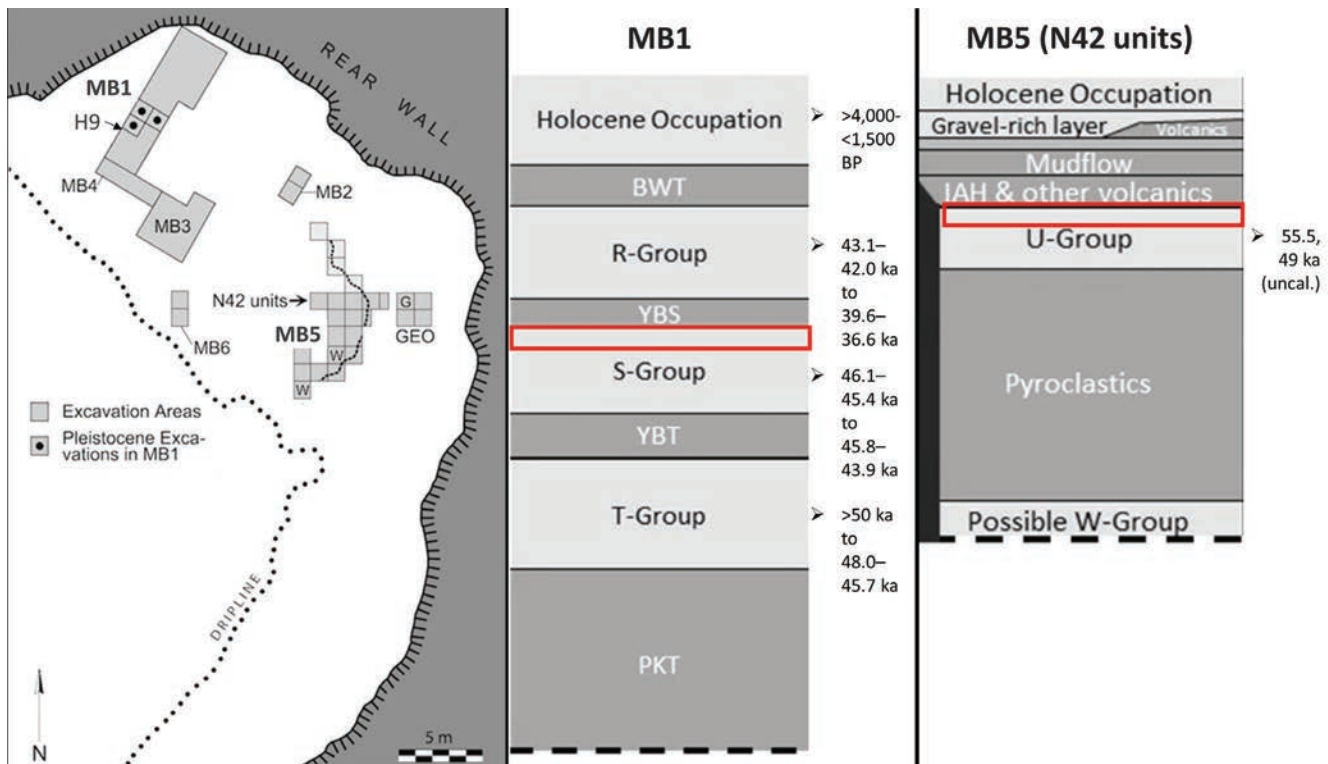 REAR WALL
MB1
H9
MB4
MB2
MB3
N42 units
G
MB5
GEO
MB6
W
W
Excavation Areas
Pleistocene Exca-
vations in MB1
DRIPLINE
N
5 m
MB1
Holocene Occupation
>4,000-
<1,500
BP
BWT
R-Group
43.1–
42.0 ka
to
39.6–
36.6 ka
YBS
S-Group
46.1–
45.4 ka
to
45.8–
43.9 ka
YBT
T-Group
>50 ka
to
48.0–
45.7 ka
PKT
MB5 (N42 units)
Holocene Occupation
Gravel-rich layer
Volcanics
Mudflow
IAH & other volcanics
U-Group
55.5,
49 ka
(uncal.)
Pyroclastics
Possible W-Group